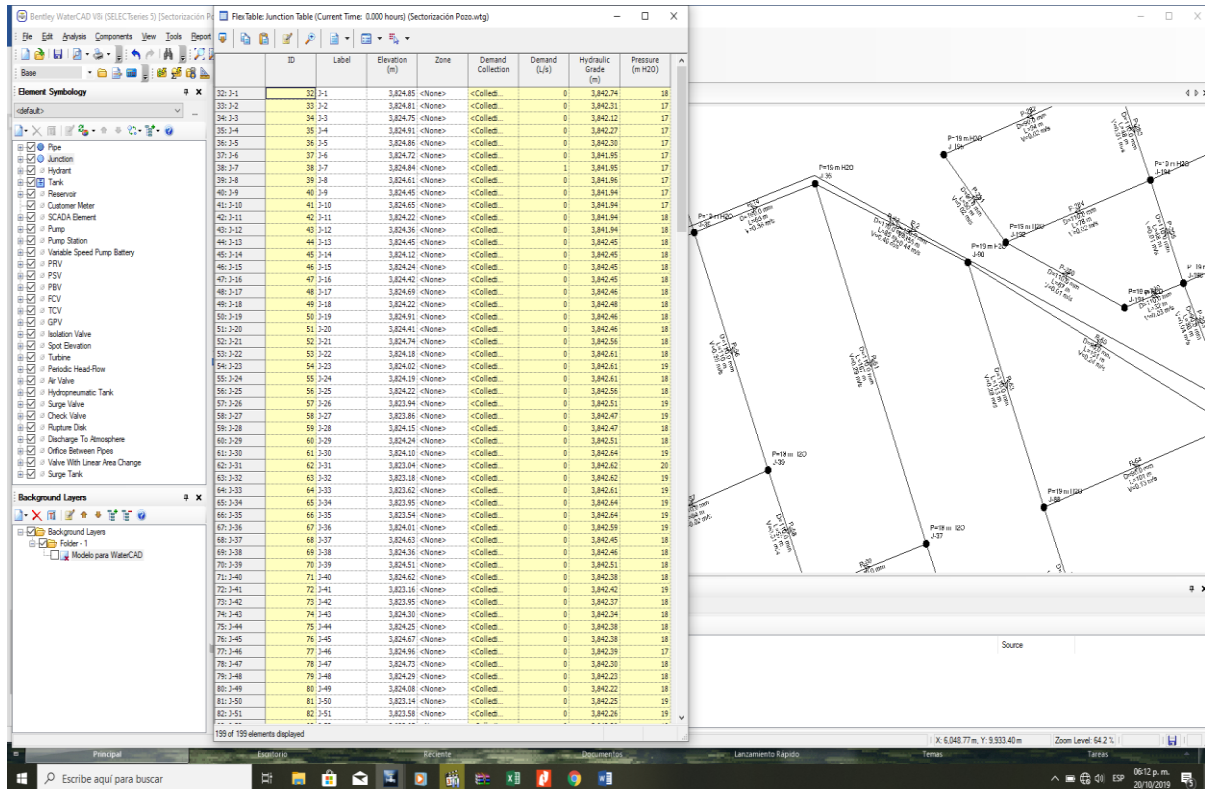 Bentley WaterCAD V8i (SELECTseries 5) [Sectorización Po
File Edit Analysis Components View Tools Report
Base
Element Symbology
<default>
Pipe
Junction
Hydrant
Tank
Reservoir
Customer Meter
SCADA Element
Pump
Pump Station
Variable Speed Pump Battery
PRV
PSV
PBV
FCV
TCV
GPV
Isolation Valve
Spot Elevation
Turbine
Periodic Head-Flow
Air Valve
Hydropneumatic Tank
Surge Valve
Check Valve
Rupture Disk
Discharge To Atmosphere
Orifice Between Pipes
Valve With Linear Area Change
Surge Tank
Background Layers
Background Layers
Folder - 1
Modelo para WaterCAD
FlexTable: Junction Table (Current Time: 0.000 hours) (Sectorización Pozo.wtg)
ID Label Elevation (m) Zone Demand Collection Demand (L/s) Hydraulic Grade (m) Pressure (m H2O)
32: J-1 32 J-1 3,824.85 <None> <Collecti... 0 3,842.74 18
33: J-2 33 J-2 3,824.81 <None> <Collecti... 0 3,842.31 17
34: J-3 34 J-3 3,824.75 <None> <Collecti... 0 3,842.12 17
35: J-4 35 J-4 3,824.91 <None> <Collecti... 0 3,842.27 17
36: J-5 36 J-5 3,824.86 <None> <Collecti... 0 3,842.30 17
37: J-6 37 J-6 3,824.72 <None> <Collecti... 0 3,841.95 17
38: J-7 38 J-7 3,824.84 <None> <Collecti... 1 3,841.95 17
39: J-8 39 J-8 3,824.61 <None> <Collecti... 0 3,841.96 17
40: J-9 40 J-9 3,824.45 <None> <Collecti... 0 3,841.94 17
41: J-10 41 J-10 3,824.65 <None> <Collecti... 0 3,841.94 17
42: J-11 42 J-11 3,824.22 <None> <Collecti... 0 3,841.94 18
43: J-12 43 J-12 3,824.36 <None> <Collecti... 0 3,841.94 18
44: J-13 44 J-13 3,824.45 <None> <Collecti... 0 3,842.45 18
45: J-14 45 J-14 3,824.12 <None> <Collecti... 0 3,842.45 18
46: J-15 46 J-15 3,824.24 <None> <Collecti... 0 3,842.45 18
47: J-16 47 J-16 3,824.42 <None> <Collecti... 0 3,842.45 18
48: J-17 48 J-17 3,824.69 <None> <Collecti... 0 3,842.46 18
49: J-18 49 J-18 3,824.22 <None> <Collecti... 0 3,842.48 18
50: J-19 50 J-19 3,824.91 <None> <Collecti... 0 3,842.46 18
51: J-20 51 J-20 3,824.41 <None> <Collecti... 0 3,842.46 18
52: J-21 52 J-21 3,824.74 <None> <Collecti... 0 3,842.56 18
53: J-22 53 J-22 3,824.18 <None> <Collecti... 0 3,842.61 18
54: J-23 54 J-23 3,824.02 <None> <Collecti... 0 3,842.61 19
55: J-24 55 J-24 3,824.19 <None> <Collecti... 0 3,842.61 18
56: J-25 56 J-25 3,824.22 <None> <Collecti... 0 3,842.56 18
57: J-26 57 J-26 3,823.94 <None> <Collecti... 0 3,842.51 19
58: J-27 58 J-27 3,823.86 <None> <Collecti... 0 3,842.47 19
59: J-28 59 J-28 3,824.15 <None> <Collecti... 0 3,842.47 18
60: J-29 60 J-29 3,824.24 <None> <Collecti... 0 3,842.51 18
61: J-30 61 J-30 3,824.10 <None> <Collecti... 0 3,842.64 19
62: J-31 62 J-31 3,823.04 <None> <Collecti... 0 3,842.62 20
63: J-32 63 J-32 3,823.18 <None> <Collecti... 0 3,842.62 19
64: J-33 64 J-33 3,823.62 <None> <Collecti... 0 3,842.61 19
65: J-34 65 J-34 3,823.95 <None> <Collecti... 0 3,842.64 19
66: J-35 66 J-35 3,823.54 <None> <Collecti... 0 3,842.64 19
67: J-36 67 J-36 3,824.01 <None> <Collecti... 0 3,842.59 19
68: J-37 68 J-37 3,824.63 <None> <Collecti... 0 3,842.45 18
69: J-38 69 J-38 3,824.36 <None> <Collecti... 0 3,842.46 18
70: J-39 70 J-39 3,824.51 <None> <Collecti... 0 3,842.51 18
71: J-40 71 J-40 3,824.62 <None> <Collecti... 0 3,842.38 18
72: J-41 72 J-41 3,823.16 <None> <Collecti... 0 3,842.42 19
73: J-42 73 J-42 3,823.95 <None> <Collecti... 0 3,842.37 18
74: J-43 74 J-43 3,824.30 <None> <Collecti... 0 3,842.34 18
75: J-44 75 J-44 3,824.25 <None> <Collecti... 0 3,842.38 18
76: J-45 76 J-45 3,824.67 <None> <Collecti... 0 3,842.38 18
77: J-46 77 J-46 3,824.96 <None> <Collecti... 0 3,842.39 17
78: J-47 78 J-47 3,824.73 <None> <Collecti... 0 3,842.30 18
79: J-48 79 J-48 3,824.29 <None> <Collecti... 0 3,842.23 18
80: J-49 80 J-49 3,824.08 <None> <Collecti... 0 3,842.22 18
81: J-50 81 J-50 3,823.14 <None> <Collecti... 0 3,842.25 19
82: J-51 82 J-51 3,823.58 <None> <Collecti... 0 3,842.26 19
199 of 199 elements displayed
P=19 m H2O
J-35
J-90
J-192
J-194
J-39
P=19 m H2O
J-88
J-37
Source
X: 6,048.77 m, Y: 9,933.40 m Zoom Level: 64.2 %
Principal Escritorio Reciente Documentos Lanzamiento Rápido Temas Tareas
Escribe aquí para buscar
ESP
06:12 p. m.
20/10/2019